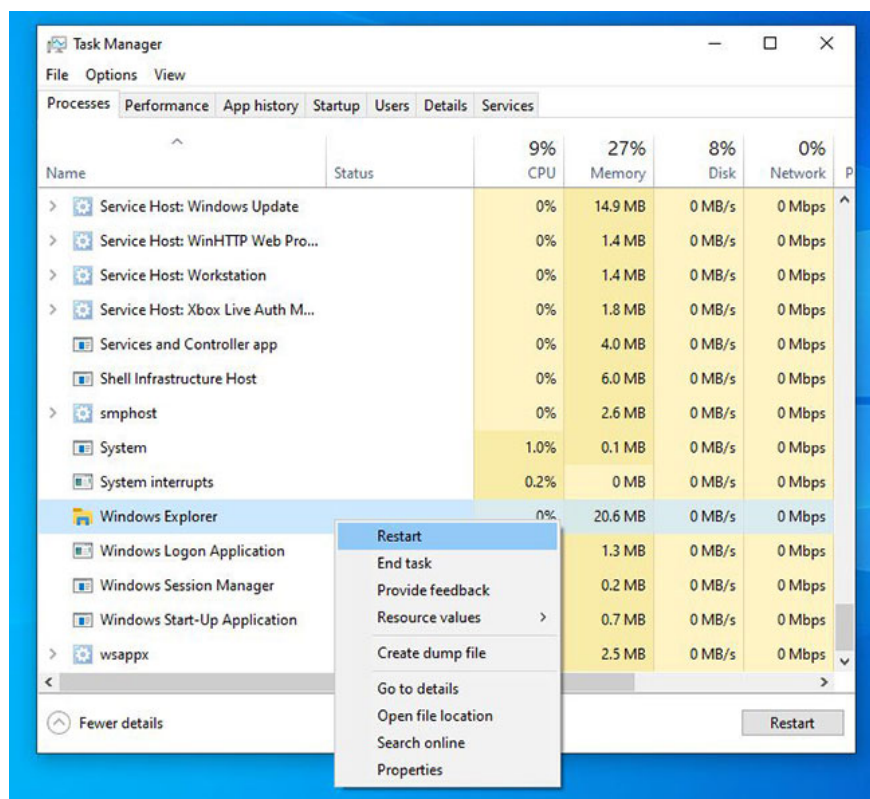 Task Manager
File Options View
Processes Performance App history Startup Users Details Services
9% 27% 8% 0%
Name Status CPU Memory Disk Network P
Service Host: Windows Update 0% 14.9 MB 0 MB/s 0 Mbps
Service Host: WinHTTP Web Pro... 0% 1.4 MB 0 MB/s 0 Mbps
Service Host: Workstation 0% 1.4 MB 0 MB/s 0 Mbps
Service Host: Xbox Live Auth M... 0% 1.8 MB 0 MB/s 0 Mbps
Services and Controller app 0% 4.0 MB 0 MB/s 0 Mbps
Shell Infrastructure Host 0% 6.0 MB 0 MB/s 0 Mbps
smphost 0% 2.6 MB 0 MB/s 0 Mbps
System 1.0% 0.1 MB 0 MB/s 0 Mbps
System interrupts 0.2% 0 MB 0 MB/s 0 Mbps
Windows Explorer 0% 20.6 MB 0 MB/s 0 Mbps
Windows Logon Application 1.3 MB 0 MB/s 0 Mbps
Windows Session Manager 0.2 MB 0 MB/s 0 Mbps
Windows Start-Up Application 0.7 MB 0 MB/s 0 Mbps
wsappx 2.5 MB 0 MB/s 0 Mbps
Restart
End task
Provide feedback
Resource values
Create dump file
Go to details
Open file location
Search online
Properties
Fewer details
Restart